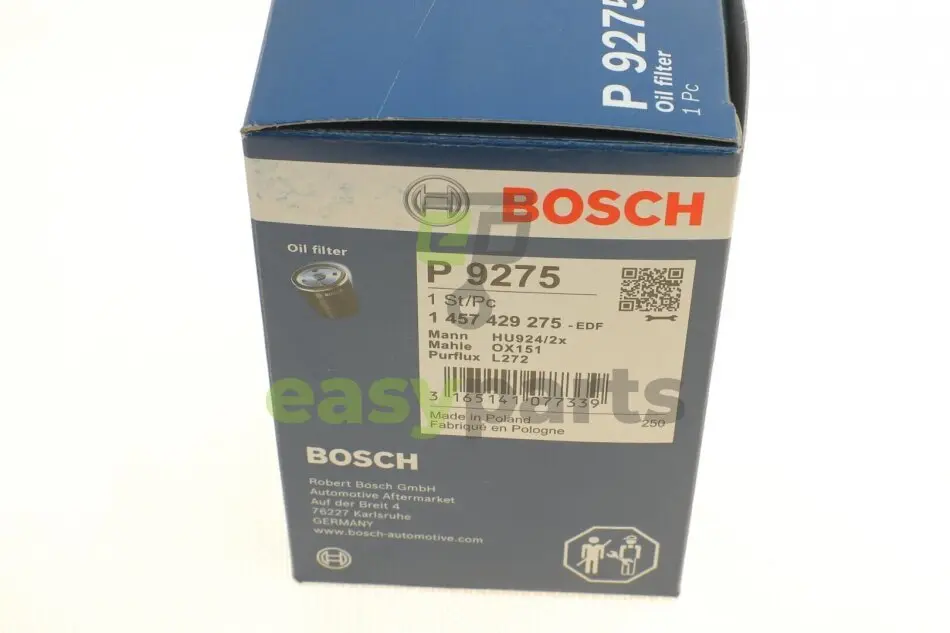 P 9275
Oil filter
1 Pc
BOSCH
Oil filter
P 9275
1 St/Pc
1 457 429 275 - EDF
Mann HU924/2x
Mahle OX151
Purflux L272
3 165141 077339
easyparts
Made in Poland
Fabriqué en Pologne
250
BOSCH
Robert Bosch GmbH
Automotive Aftermarket
Auf der Breit 4
76227 Karlsruhe
GERMANY
www.bosch-automotive.com